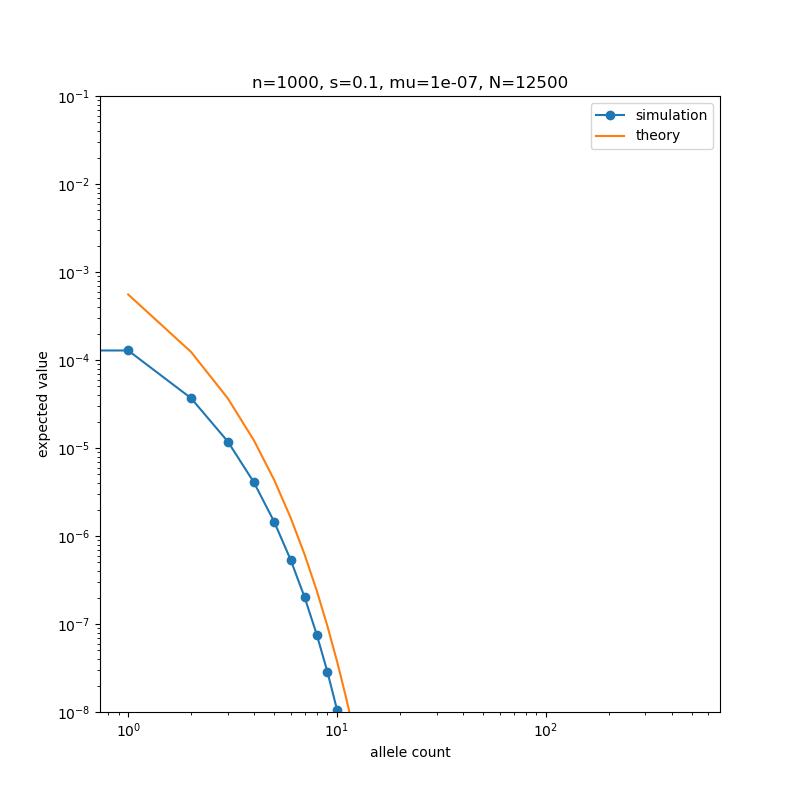 n=1000, s=0.1, mu=1e-07, N=12500
simulation
theory
10⁻¹
10⁻²
10⁻³
10⁻⁴
10⁻⁵
10⁻⁶
10⁻⁷
10⁻⁸
expected value
10⁰
10¹
10²
allele count